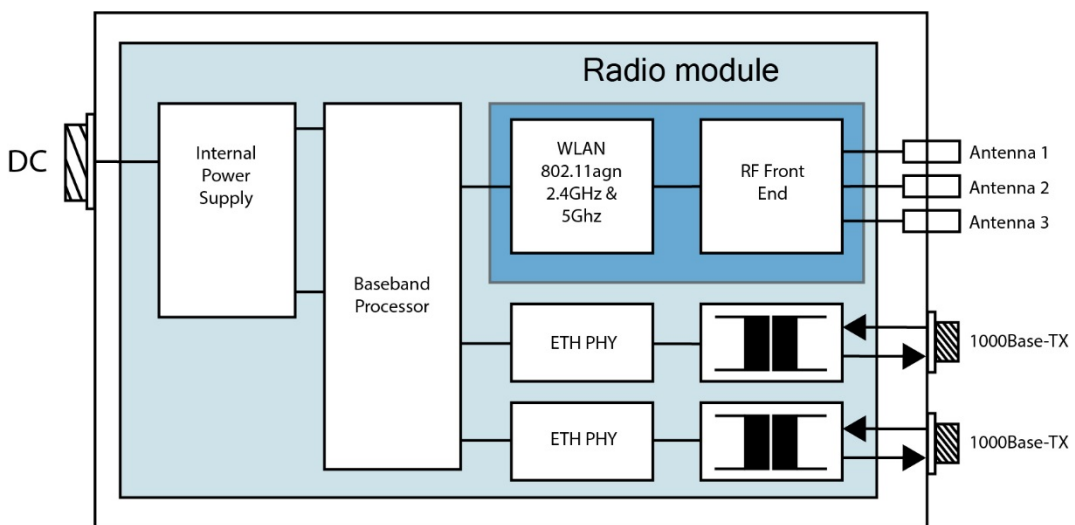 Radio module
DC
Internal
Power
Supply
Baseband
Processor
WLAN
802.11agn
2.4GHz &
5Ghz
RF Front
End
Antenna 1
Antenna 2
Antenna 3
ETH PHY
1000Base-TX
ETH PHY
1000Base-TX